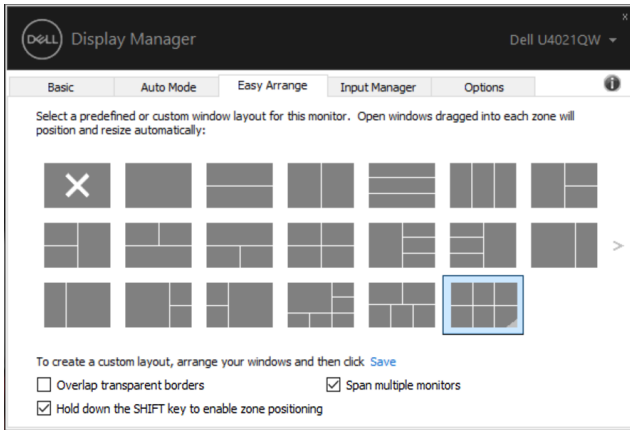 DELL Display Manager
Dell U4021QW
x
Basic Auto Mode Easy Arrange Input Manager Options
Select a predefined or custom window layout for this monitor. Open windows dragged into each zone will
position and resize automatically:
>
To create a custom layout, arrange your windows and then click Save
Overlap transparent borders
Span multiple monitors
Hold down the SHIFT key to enable zone positioning